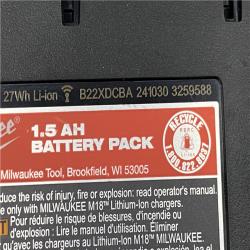 27Wh Li-ion B22XDCBA 241030 3259588
ee
1.5 AH
BATTERY PACK
RECYCLE
RBRC
1.800.822.8837
Milwaukee Tool, Brookfield, WI 53005
duce the risk of injury, fire or explosion: read operator's manual.
only with MILWAUKEE M18™ Lithium-Ion chargers.
Pour réduire le risque de blessures,
et/ou d'explosion: lire le manuel
avec les chargeurs au Lithium-Ion MILWAUKEE M18™